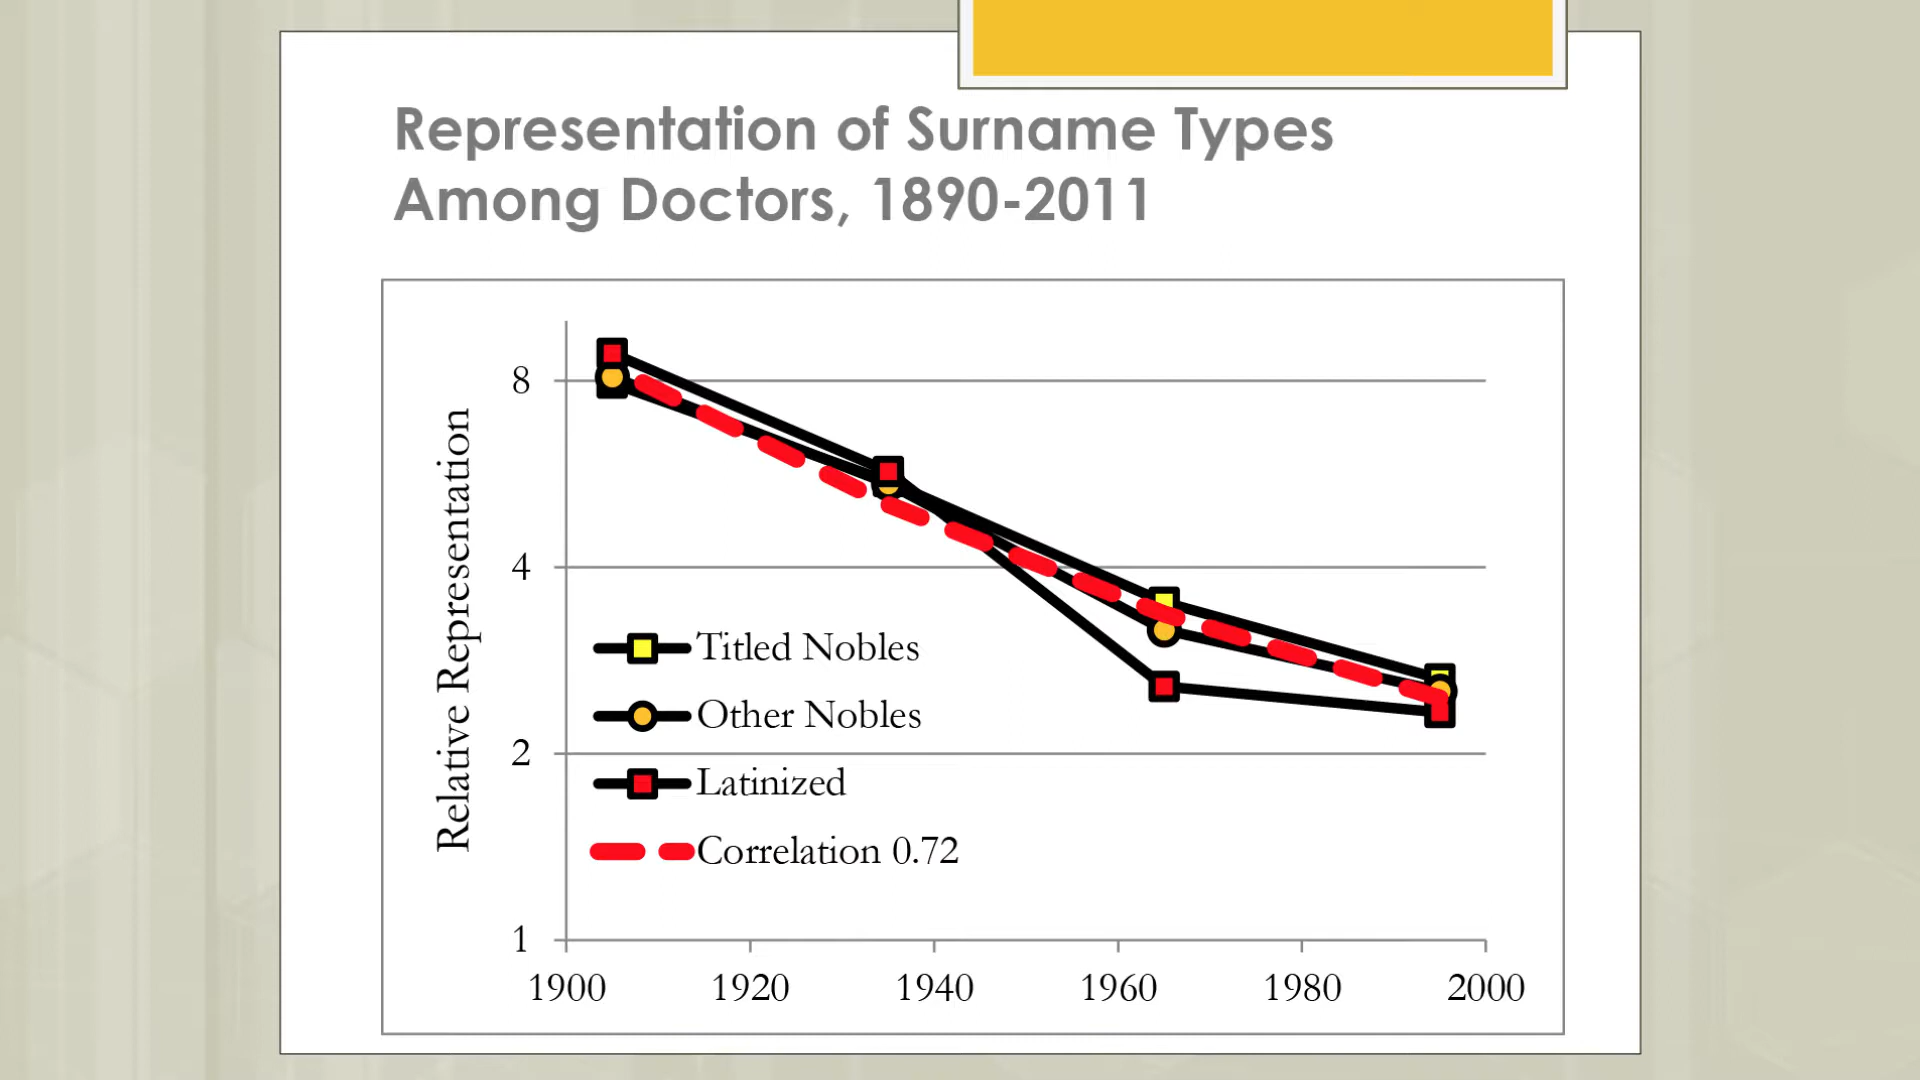 Representation of Surname Types
Among Doctors, 1890-2011
Relative Representation
8
4
2
1
Titled Nobles
Other Nobles
Latinized
Correlation 0.72
1900 1920 1940 1960 1980 2000